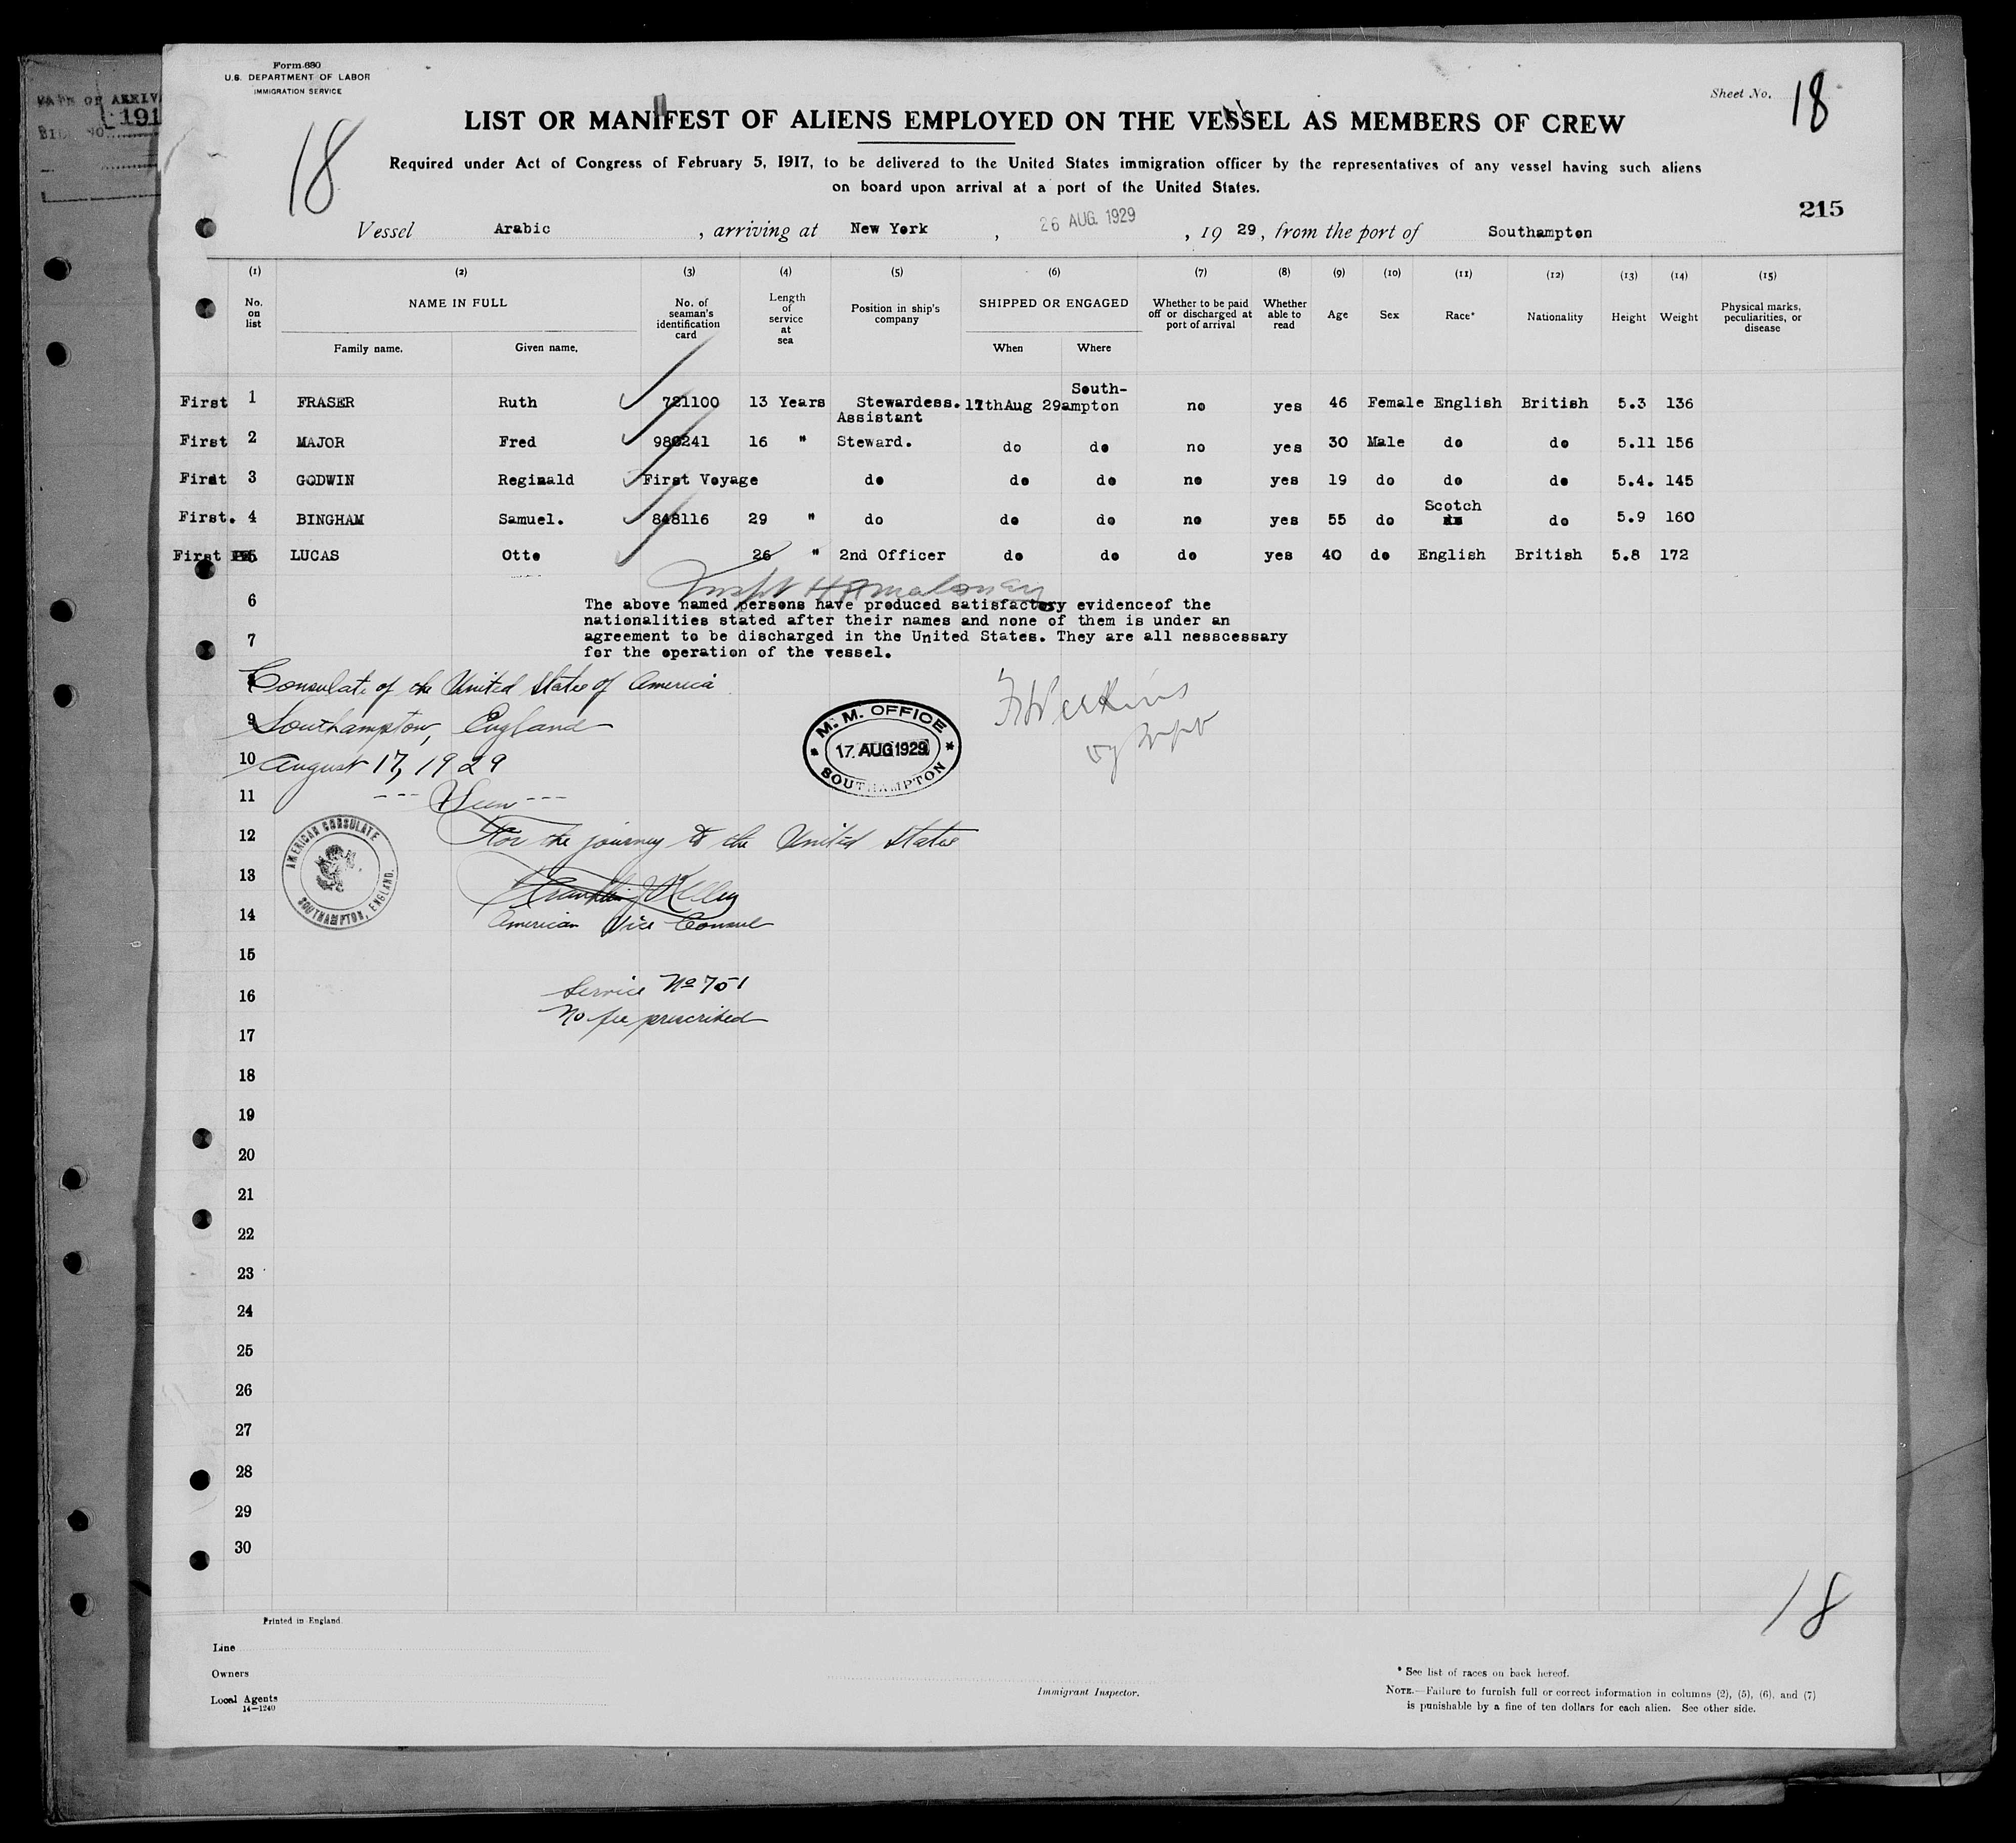 Form 680
U.S. DEPARTMENT OF LABOR
IMMIGRATION SERVICE
Sheet No. 18
LIST OR MANIFEST OF ALIENS EMPLOYED ON THE VESSEL AS MEMBERS OF CREW
18
Required under Act of Congress of February 5, 1917, to be delivered to the United States immigration officer by the representatives of any vessel having such aliens
on board upon arrival at a port of the United States.
215
Vessel Arabic, arriving at New York, 26 AUG. 1929, 19 29, from the port of Southampton
(1) (2) (3) (4) (5) (6) (7) (8) (9) (10) (11) (12) (13) (14) (15)
No. on list NAME IN FULL No. of seaman's identification card Length of service at sea Position in ship's company SHIPPED OR ENGAGED Whether to be paid off or discharged at port of arrival Whether able to read Age Sex Race* Nationality Height Weight Physical marks, peculiarities, or disease
Family name. Given name. When Where
First 1 FRASER Ruth 721100 13 Years Stewardess. 17thAug 29 South-ampton no yes 46 Female English British 5.3 136
First 2 MAJOR Fred 980241 16 " Assistant Steward. do do no yes 30 Male do do 5.11 156
First 3 GODWIN Reginald First Voyage do do do no yes 19 do do do 5.4. 145
First. 4 BINGHAM Samuel. 848116 29 " do do do no yes 55 do Scotch do 5.9 160
First 5 LUCAS Otto 26 " 2nd Officer do do do yes 40 do English British 5.8 172
6
The above named persons have produced satisfactory evidenceof the
nationalities stated after their names and none of them is under an
7
agreement to be discharged in the United States. They are all nesscessary
for the operation of the vessel.
Consulate of the United States of America
9 Southampton, England
10 August 17, 1929
M. M. OFFICE
17 AUG 1929
SOUTHAMPTON
11 --- Seen ---
12 For the journey to the United States
AMERICAN CONSULATE
SOUTHAMPTON, ENGLAND.
13 Franklin J Kelley
14 American Vice Consul
15
16 Service No 751
No fee prescribed
17
18
19
20
21
22
23
24
25
26
27
28
29
30
18
Printed in England.
Line
Owners
Local Agents
14—1240
Immigrant Inspector.
* See list of races on back hereof.
NOTE.—Failure to furnish full or correct information in columns (2), (5), (6), and (7)
is punishable by a fine of ten dollars for each alien. See other side.